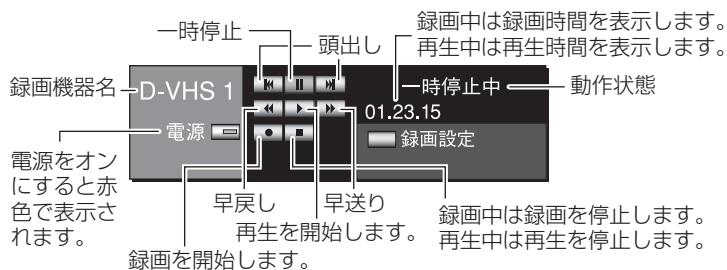 録画中は録画時間を表示します。
再生中は再生時間を表示します。
一時停止
頭出し
録画機器名
D-VHS 1
一時停止中
動作状態
01.23.15
電源
録画設定
電源をオン
にすると赤
色で表示さ
れます。
早戻し
早送り
再生を開始します。
録画を開始します。
録画中は録画を停止します。
再生中は再生を停止します。